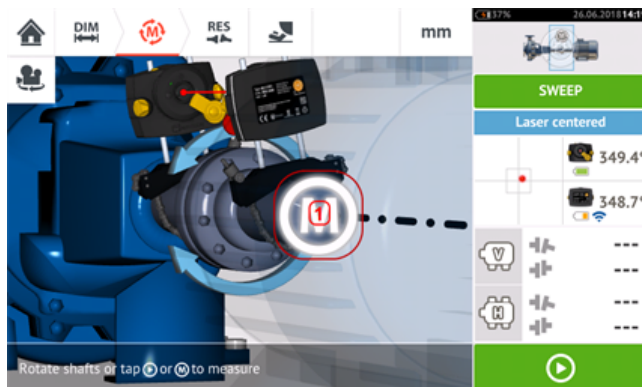 DIM
M
RES
mm
37%
26.06.2018 14:1
SWEEP
Laser centered
349.4°
348.7°
M
1
V
---
---
H
---
---
Rotate shafts or tap or M to measure